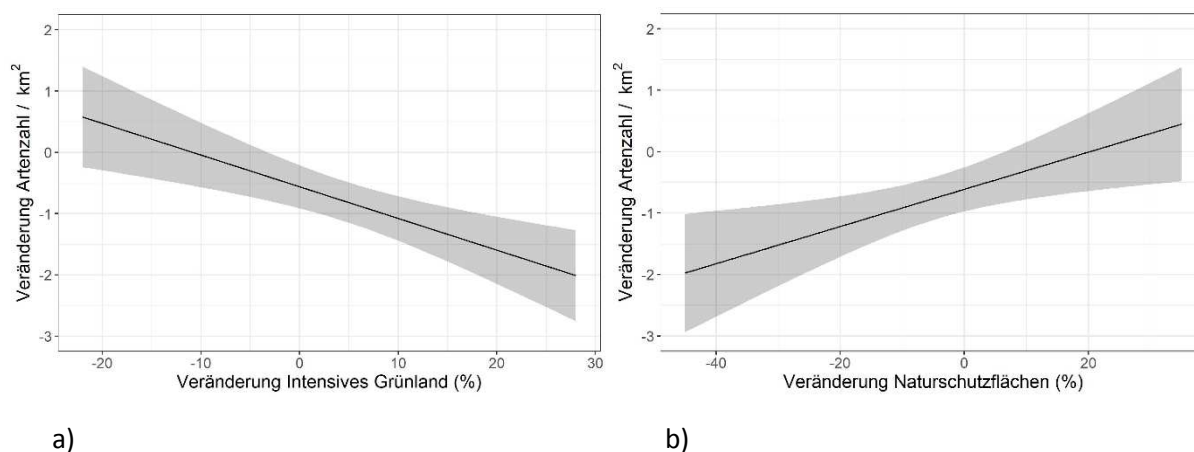 2
1
0
-1
-2
-3
Veränderung Artenzahl / km²
-20 -10 0 10 20 30
Veränderung Intensives Grünland (%)
a)
2
1
0
-1
-2
-3
Veränderung Artenzahl / km²
-40 -20 0 20
Veränderung Naturschutzflächen (%)
b)